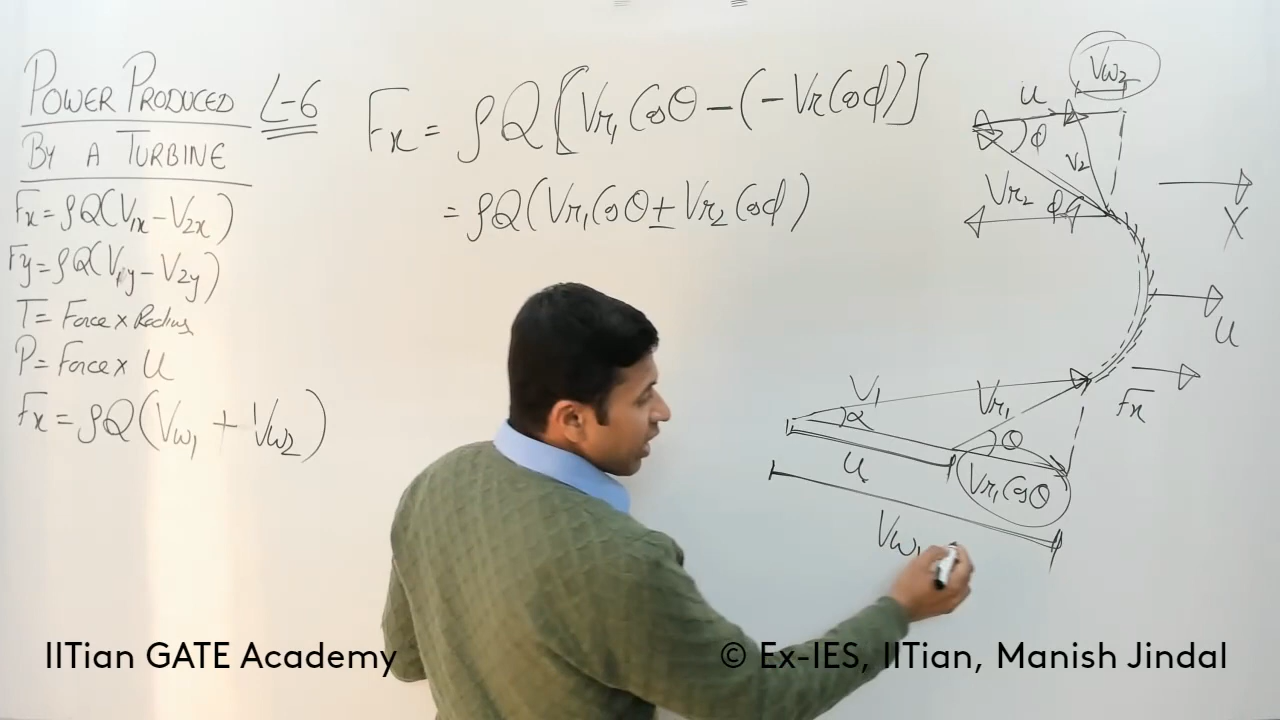 POWER PRODUCED L-6
BY A TURBINE
Fx = ρQ(V1x – V2x)
Fy = ρQ(V1y – V2y)
T = Force × Radius
P = Force × U
Fx = ρQ(Vw1 + Vw2)
Fx = ρQ[Vr1 Cosθ – (– Vr Cosϕ)]
= ρQ(Vr1 Cosθ ± Vr2 Cosϕ)
Vw2
u
ϕ
V2
Vr2
ϕ
X
u
Fx
V1
Vr1
α
θ
u
Vr1 Cosθ
Vw1
IITian GATE Academy
© Ex-IES, IITian, Manish Jindal